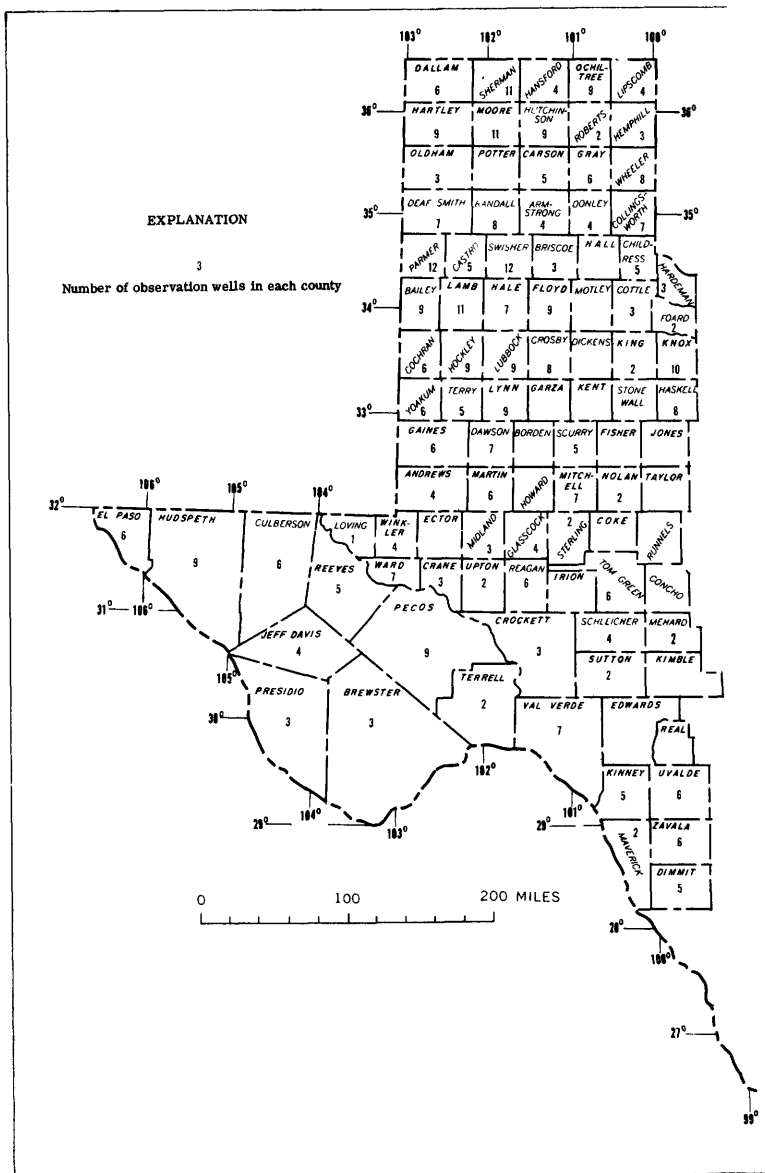 103° 102° 101° 100°
DALLAM SHERMAN HANSFORD OCHIL-
TREE LIPSCOMB
6 11 4 9 4
36° 36°
HARTLEY MOORE HUTCHIN-
SON ROBERTS HEMPHILL
9 11 9 2 3
OLDHAM POTTER CARSON GRAY WHEELER
3 5 6 8
EXPLANATION
3
Number of observation wells in each county
35° 35°
DEAF SMITH RANDALL ARM-
STRONG DONLEY COLLINGS-
WORTH
7 8 4 4 7
PARMER CASTRO SWISHER BRISCOE HALL CHILD-
RESS HARDEMAN
12 5 12 3 5 3
34°
BAILEY LAMB HALE FLOYD MOTLEY COTTLE FOARD
9 11 7 9 3 2
COCHRAN HOCKLEY LUBBOCK CROSBY DICKENS KING KNOX
6 9 9 8 2 10
33°
YOAKUM TERRY LYNN GARZA KENT STONE
WALL HASKELL
6 5 9 8
GAINES DAWSON BORDEN SCURRY FISHER JONES
6 7 5
ANDREWS MARTIN HOWARD MITCH-
ELL NOLAN TAYLOR
4 6 7 2
32° 106° 105° 104°
EL PASO HUDSPETH CULBERSON LOVING WINK-
LER ECTOR MIDLAND GLASSCOCK STERLING COKE RUNNELS
6 9 6 1 4 3 4 2
REEVES WARD CRANE UPTON REAGAN IRION TOM GREEN CONCHO
5 7 3 2 6 6
31° 106°
PECOS CROCKETT SCHLEICHER MENARD
9 3 4 2
JEFF DAVIS SUTTON KIMBLE
4 2
105°
PRESIDIO BREWSTER TERRELL VAL VERDE EDWARDS
3 3 2 7
30°
REAL
102°
KINNEY UVALDE
5 6
29° 104° 103° 101° 29°
MAVERICK ZAVALA
2 6
DIMMIT
5
0 100 200 MILES
28°
100°
27°
99°